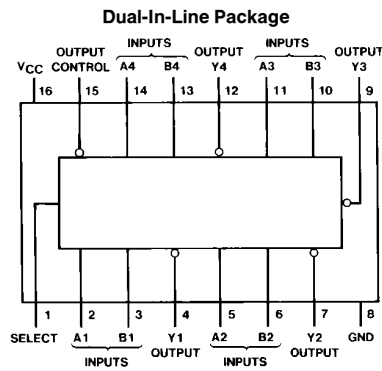 Dual-In-Line Package
INPUTS INPUTS
OUTPUT OUTPUT OUTPUT
VCC CONTROL A4 B4 Y4 A3 B3 Y3
16 15 14 13 12 11 10 9
1 2 3 4 5 6 7 8
SELECT A1 B1 Y1 A2 B2 Y2 GND
INPUTS OUTPUT INPUTS OUTPUT